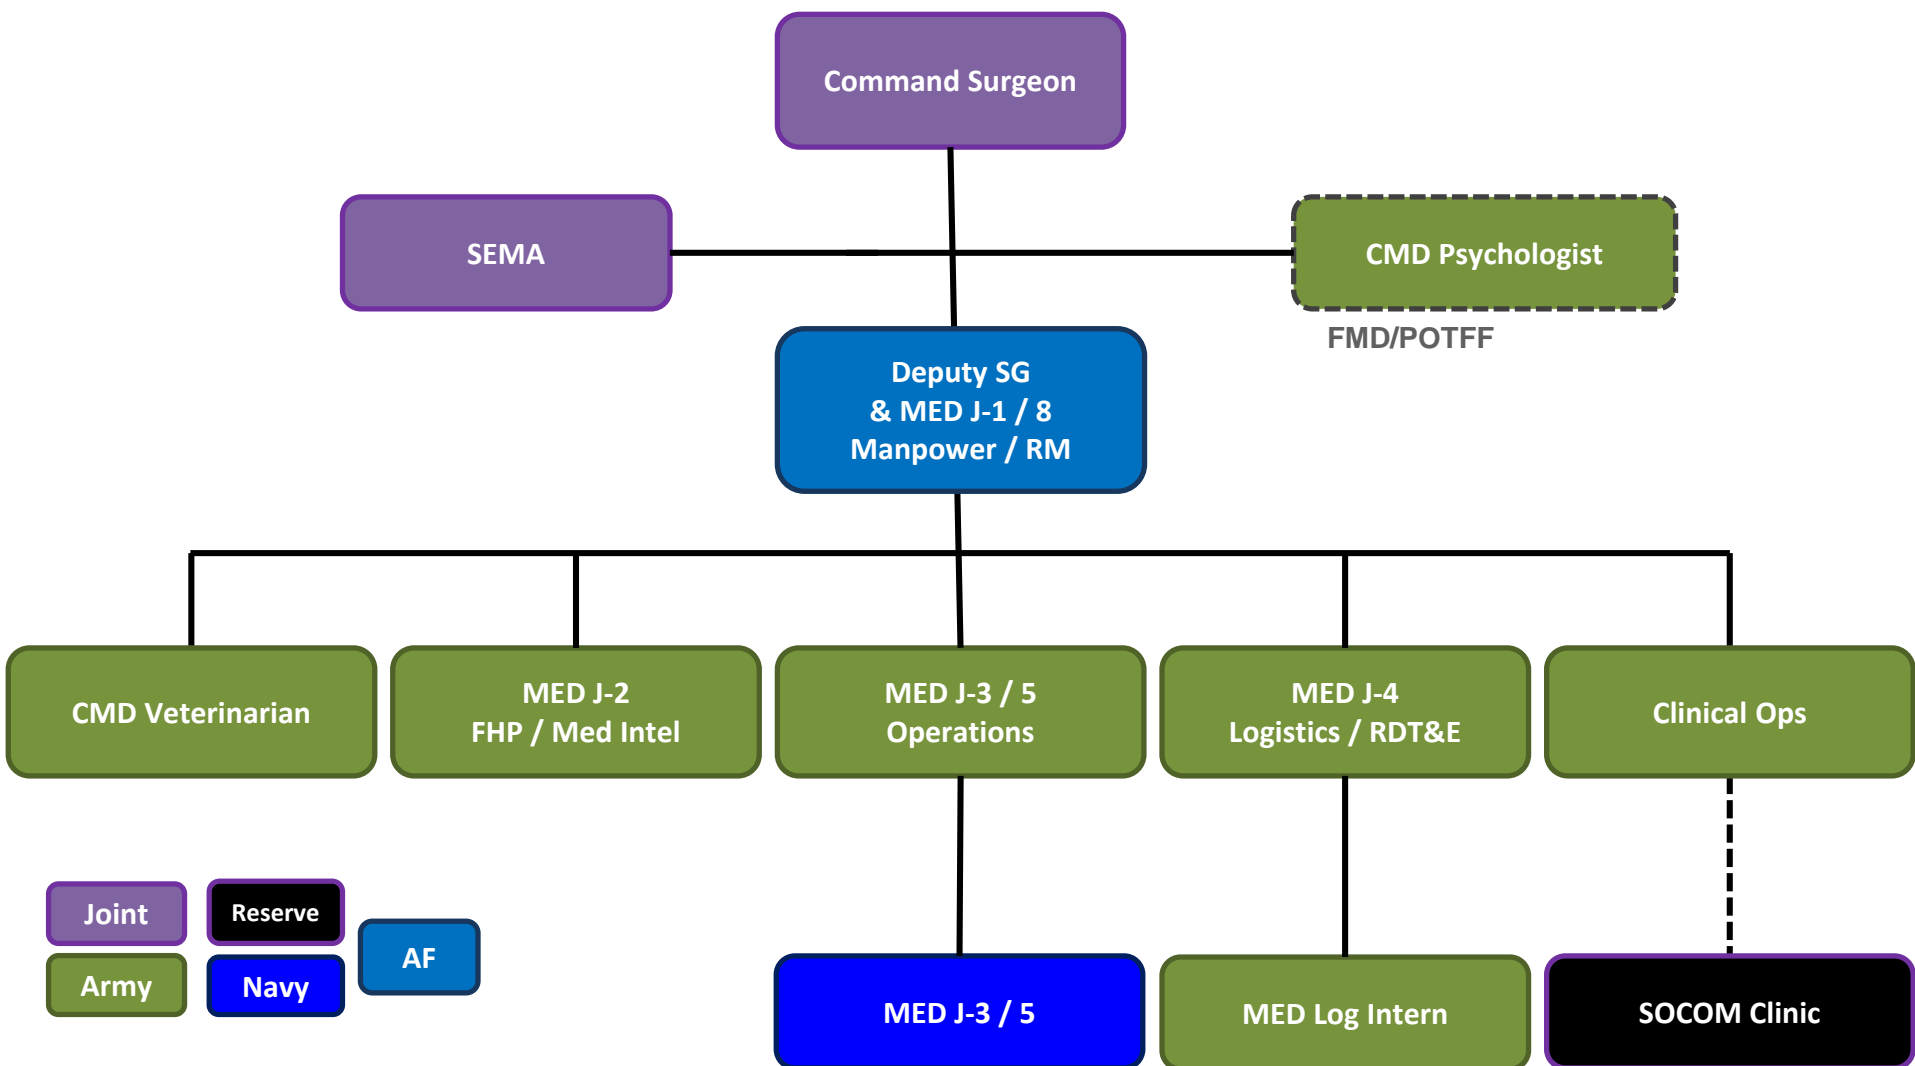 Command Surgeon
SEMA
CMD Psychologist
FMD/POTFF
Deputy SG
& MED J-1 / 8
Manpower / RM
CMD Veterinarian
MED J-2
FHP / Med Intel
MED J-3 / 5
Operations
MED J-4
Logistics / RDT&E
Clinical Ops
Joint
Reserve
AF
Army
Navy
MED J-3 / 5
MED Log Intern
SOCOM Clinic